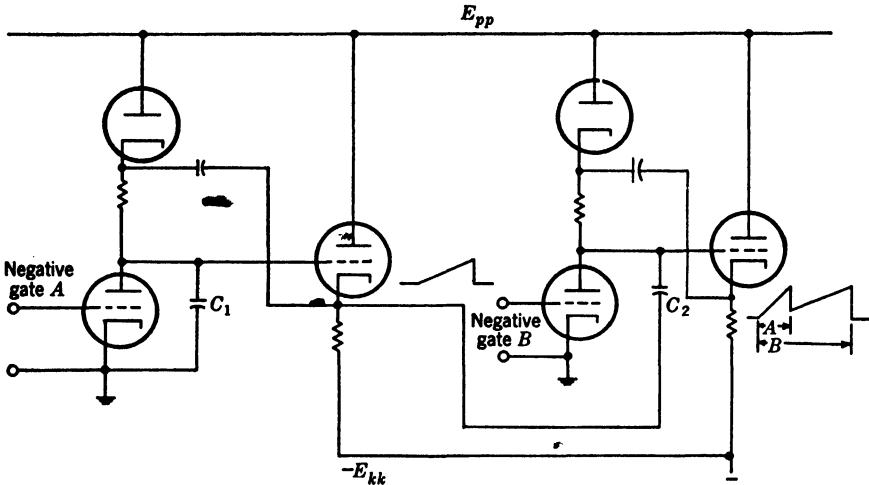 E_pp
Negative
gate A
C_1
Negative
gate B
C_2
A
B
-E_kk